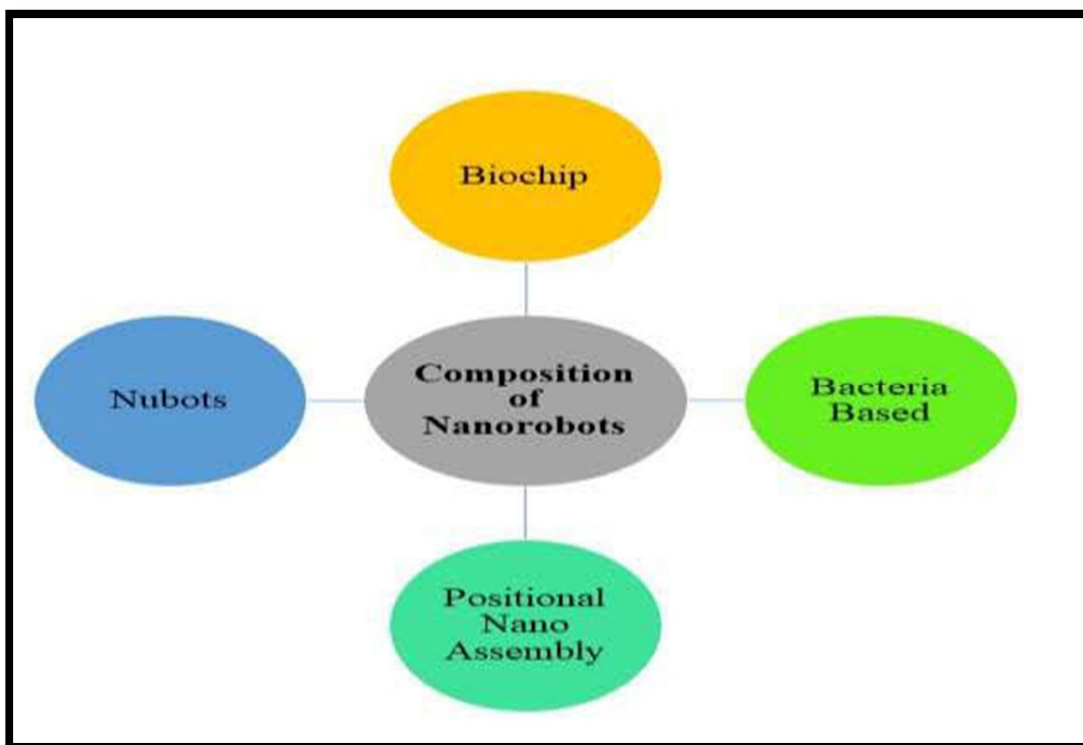 Biochip
Nubots
Composition
of
Nanorobots
Bacteria
Based
Positional
Nano
Assembly